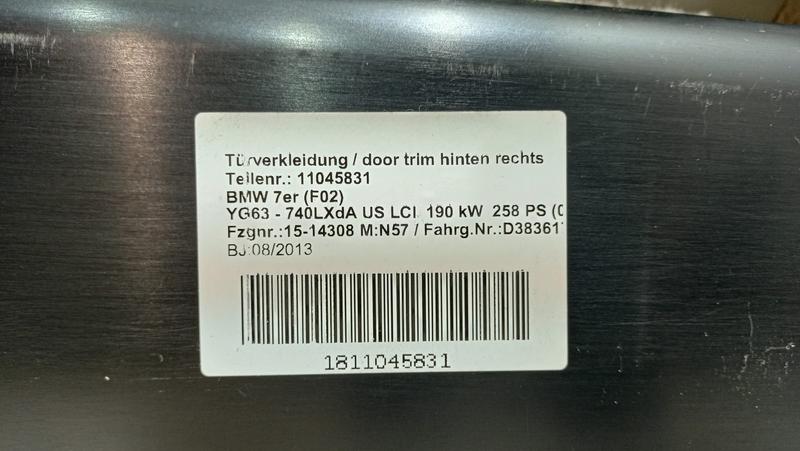 Türverkleidung / door trim hinten rechts
Teilenr.: 11045831
BMW 7er (F02)
YG63 - 740LXdA US LCI 190 kW 258 PS (
Fzgnr.:15-14308 M:N57 / Fahrg.Nr.:D38361
BJ:08/2013
1811045831